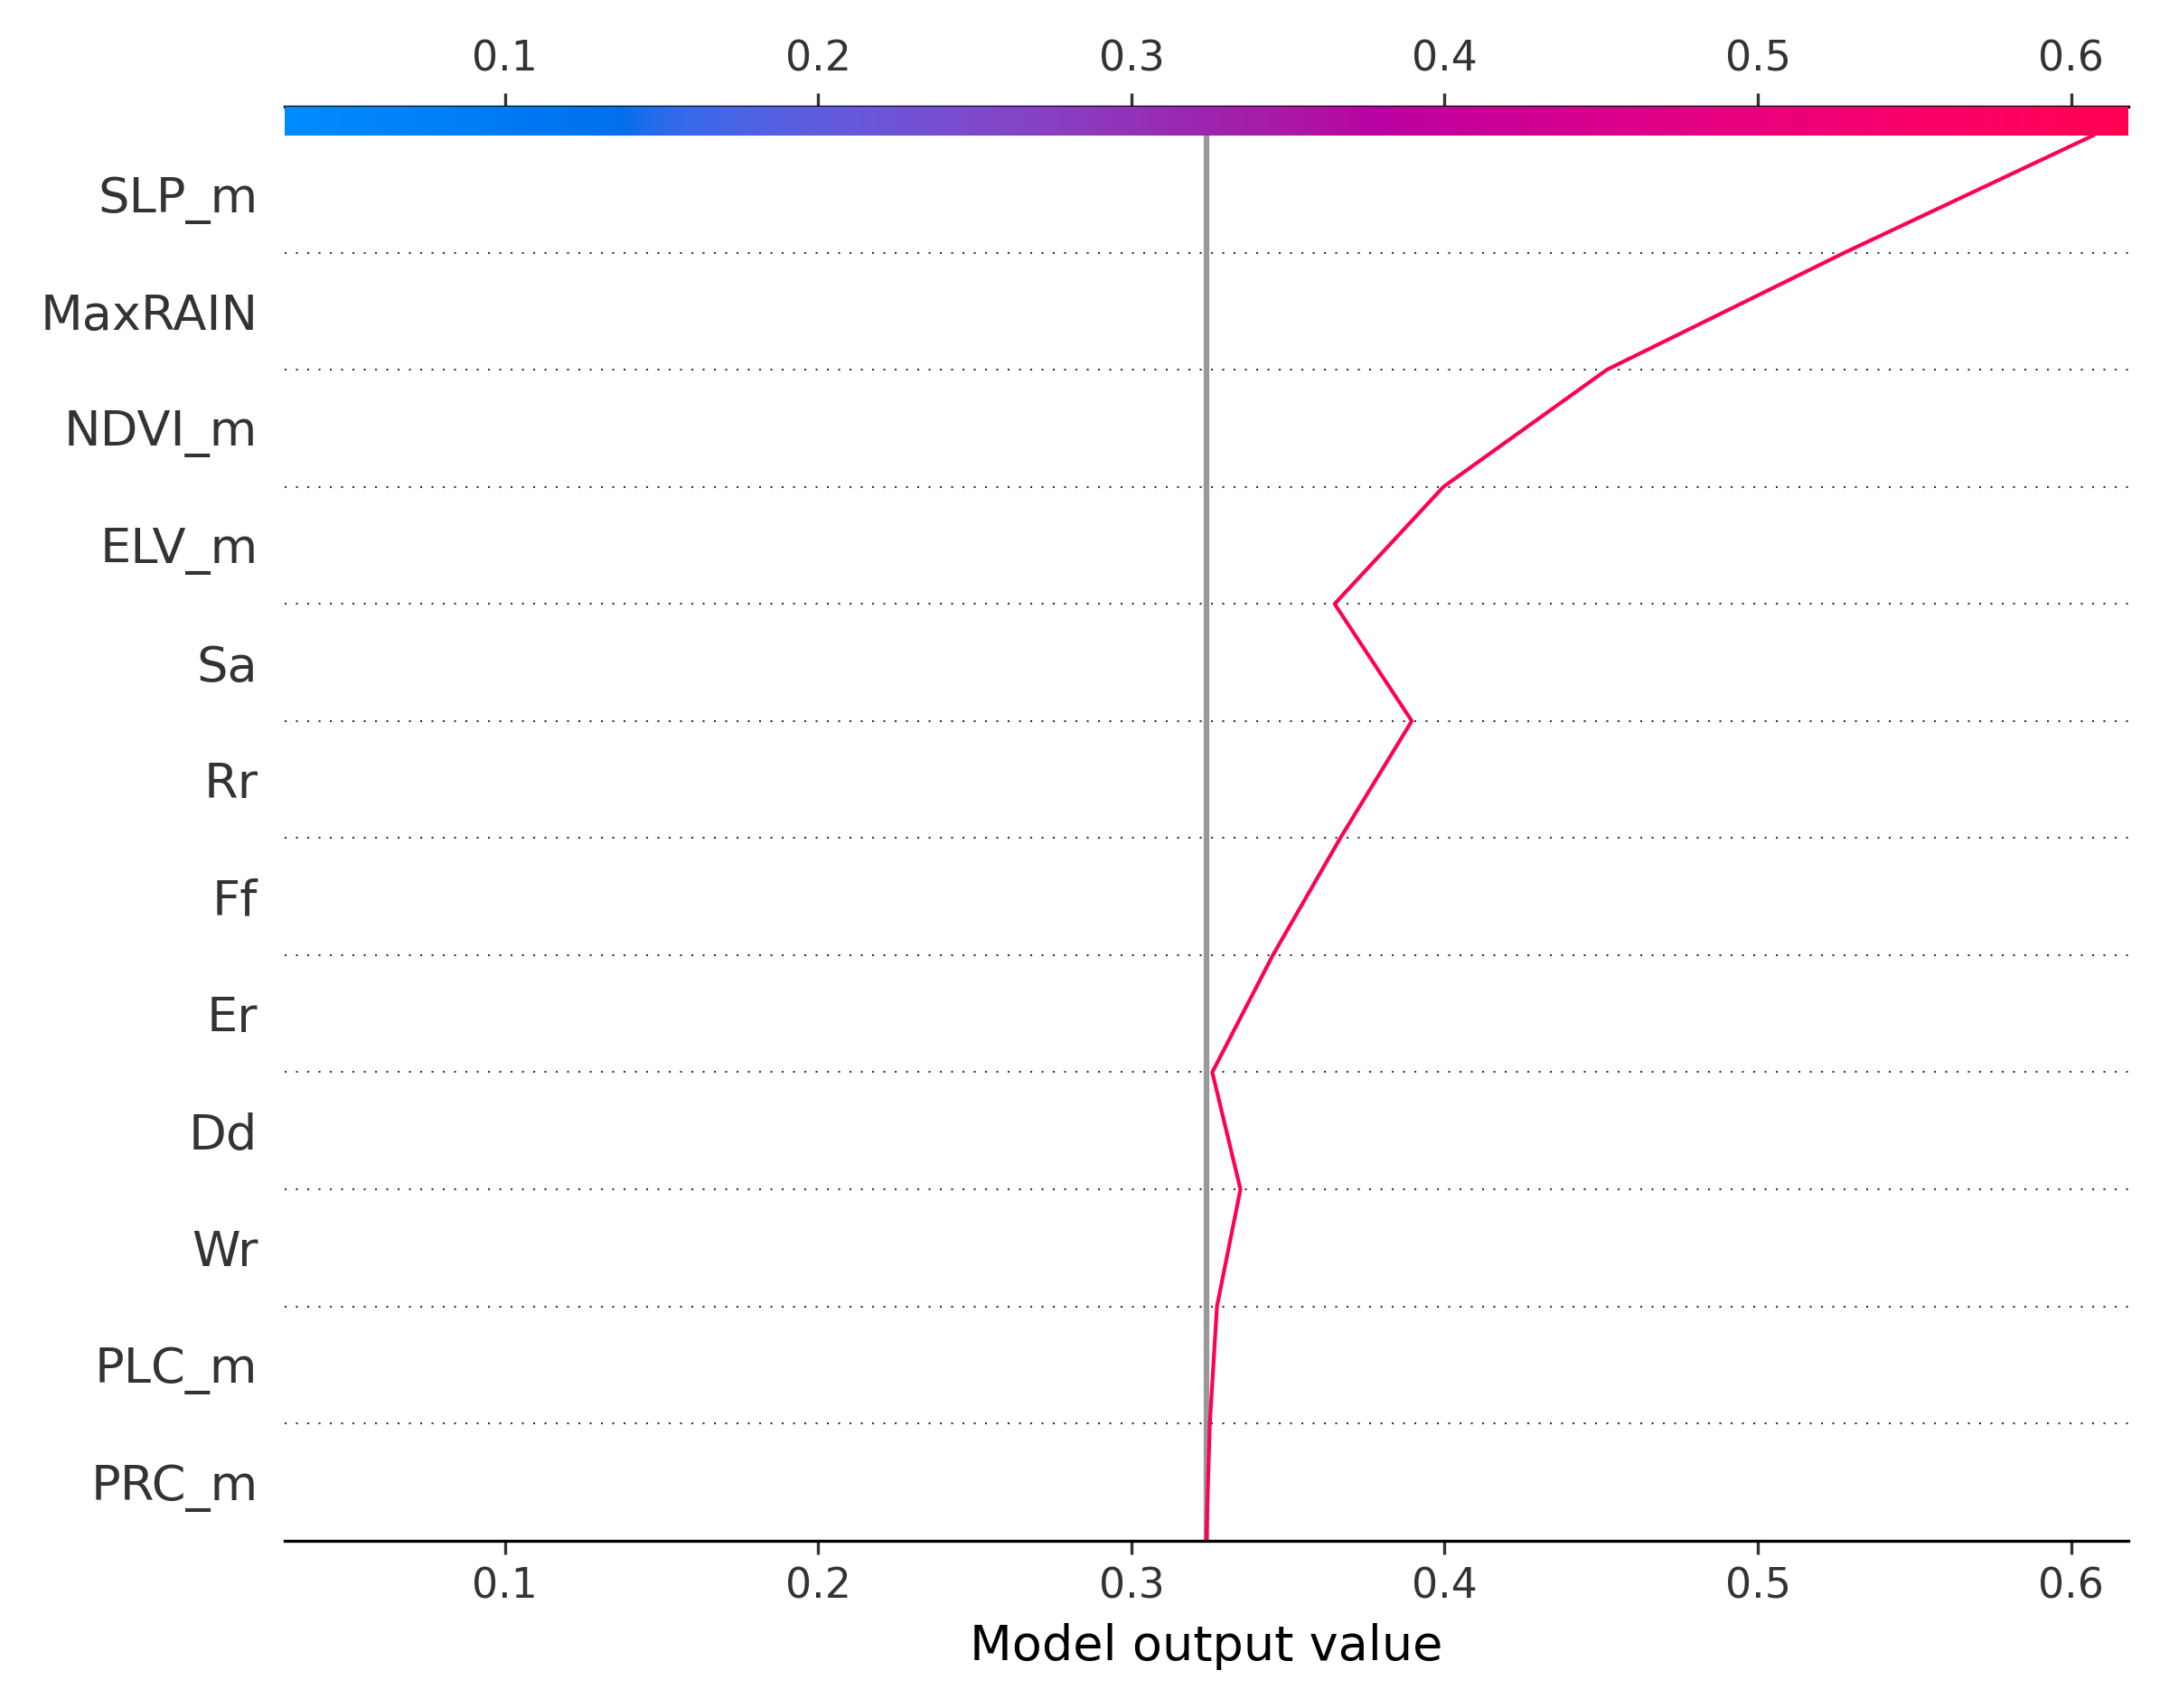 0.1 0.2 0.3 0.4 0.5 0.6
SLP_m
MaxRAIN
NDVI_m
ELV_m
Sa
Rr
Ff
Er
Dd
Wr
PLC_m
PRC_m
0.1 0.2 0.3 0.4 0.5 0.6
Model output value